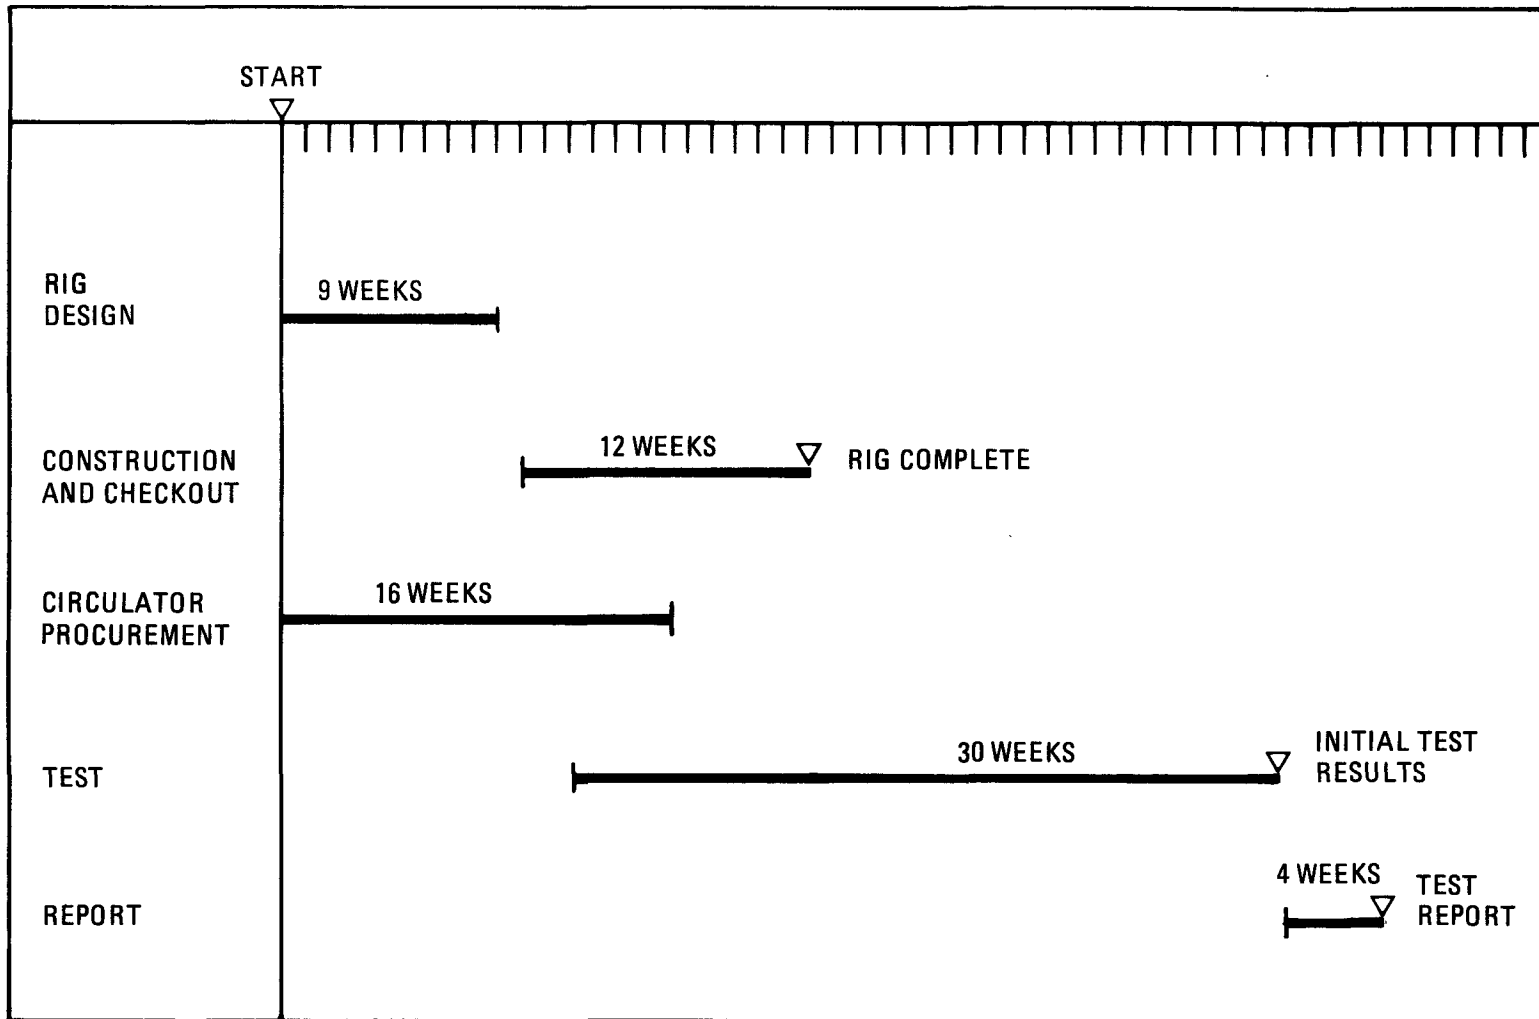 START
RIG
DESIGN
9 WEEKS
CONSTRUCTION
AND CHECKOUT
12 WEEKS
RIG COMPLETE
CIRCULATOR
PROCUREMENT
16 WEEKS
TEST
30 WEEKS
INITIAL TEST
RESULTS
REPORT
4 WEEKS
TEST
REPORT